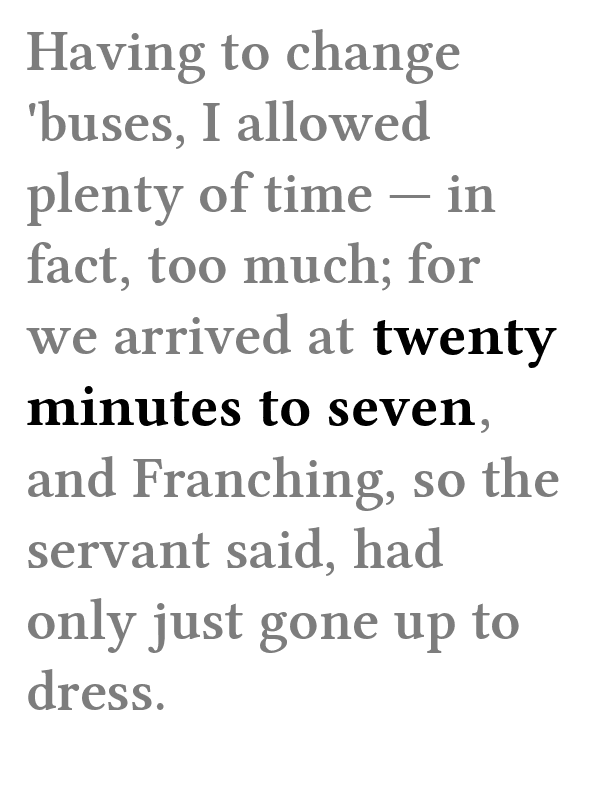 Having to change
'buses, I allowed
plenty of time — in
fact, too much; for
we arrived at twenty
minutes to seven,
and Franching, so the
servant said, had
only just gone up to
dress.